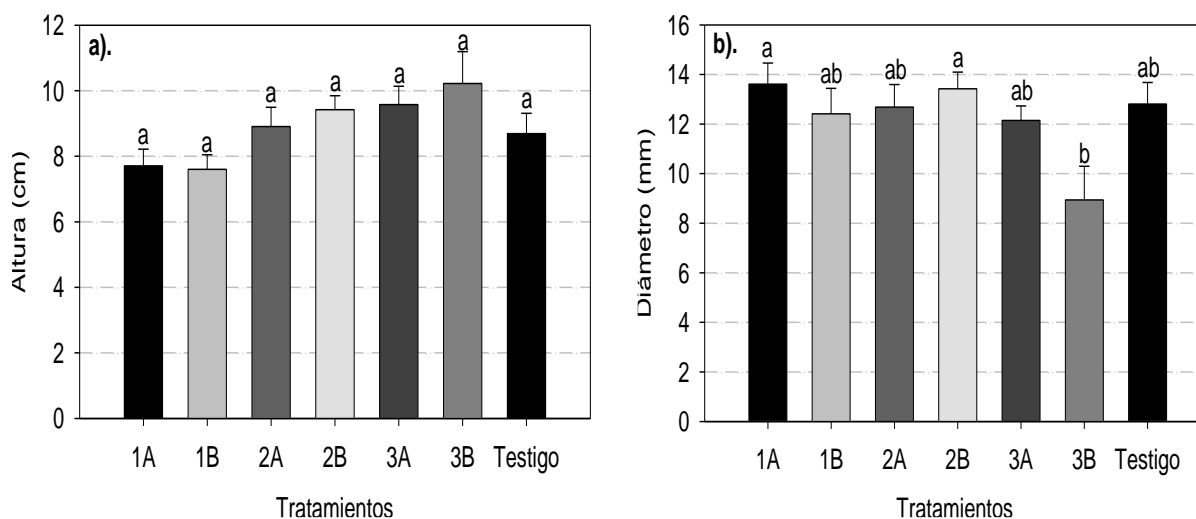 a).
Altura (cm)
12
10
8
6
4
2
0
a a a a a a a
1A 1B 2A 2B 3A 3B Testigo
Tratamientos
b).
Diámetro (mm)
16
14
12
10
8
6
4
2
0
a ab ab a ab b ab
1A 1B 2A 2B 3A 3B Testigo
Tratamientos